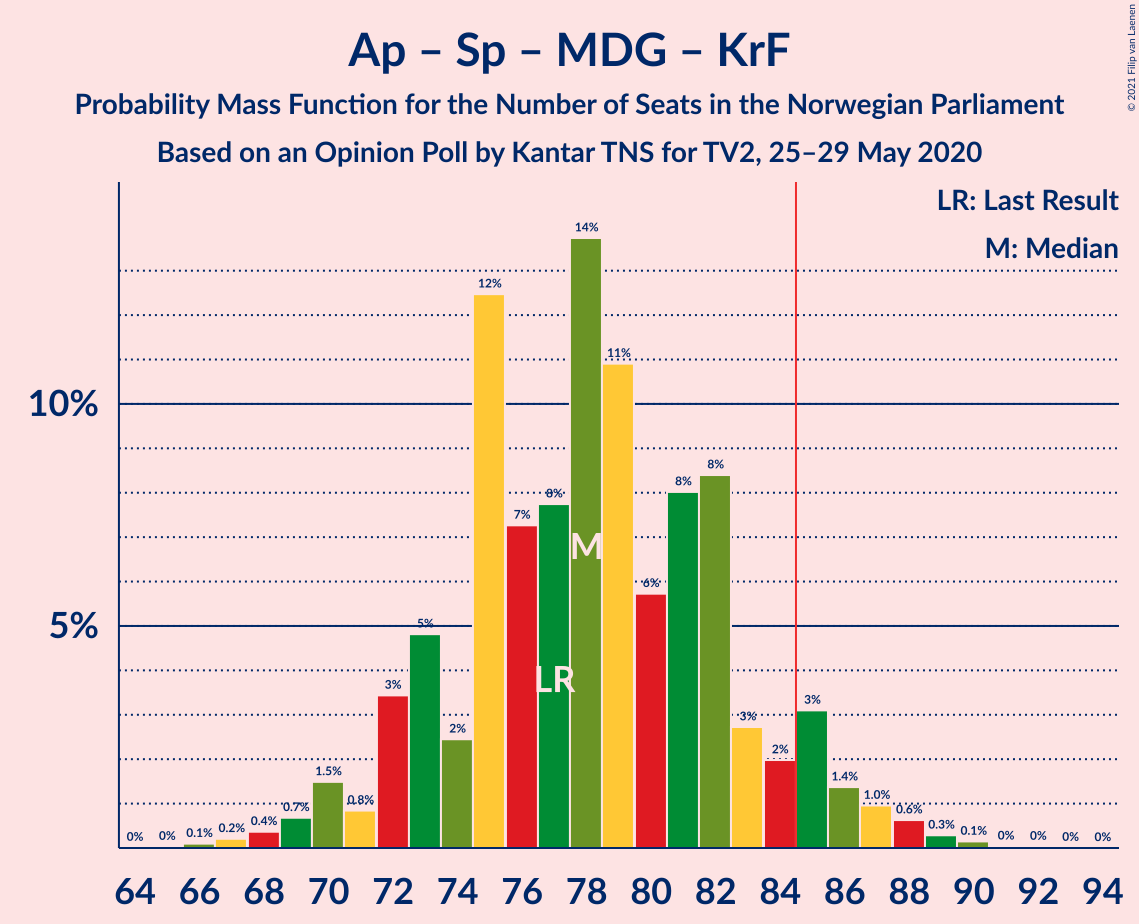 Ap – Sp – MDG – KrF
Probability Mass Function for the Number of Seats in the Norwegian Parliament
Based on an Opinion Poll by Kantar TNS for TV2, 25–29 May 2020
© 2021 Filip van Laenen
LR: Last Result
M: Median
10%
5%
0% 0% 0.1% 0.2% 0.4% 0.7% 1.5% 0.8% 3% 5% 2% 12% 7% 8% 14% 11% 6% 8% 8% 3% 2% 3% 1.4% 1.0% 0.6% 0.3% 0.1% 0% 0% 0% 0%
M
LR
64 66 68 70 72 74 76 78 80 82 84 86 88 90 92 94